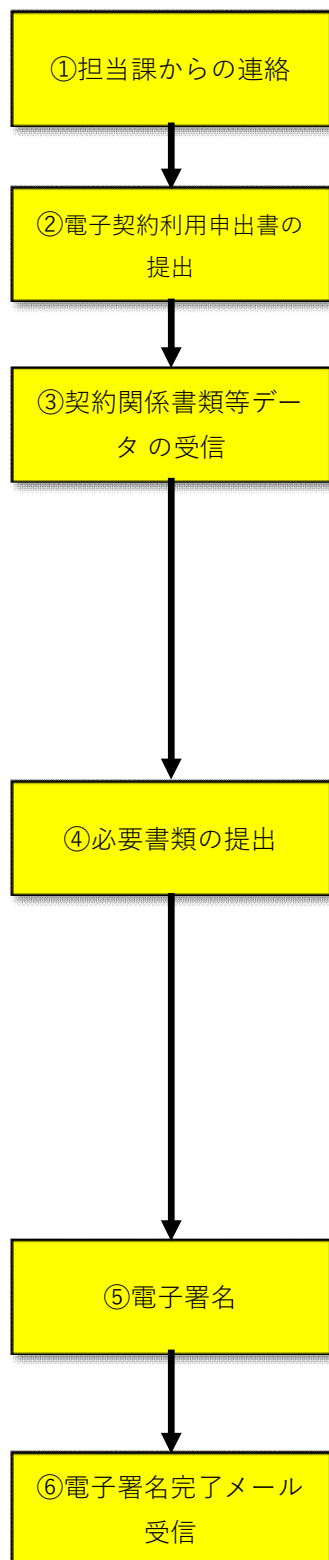 ①担当課からの連絡
②電子契約利用申出書の
提出
③契約関係書類等デー
タ の受信
④必要書類の提出
⑤電子署名
⑥電子署名完了メール
受信